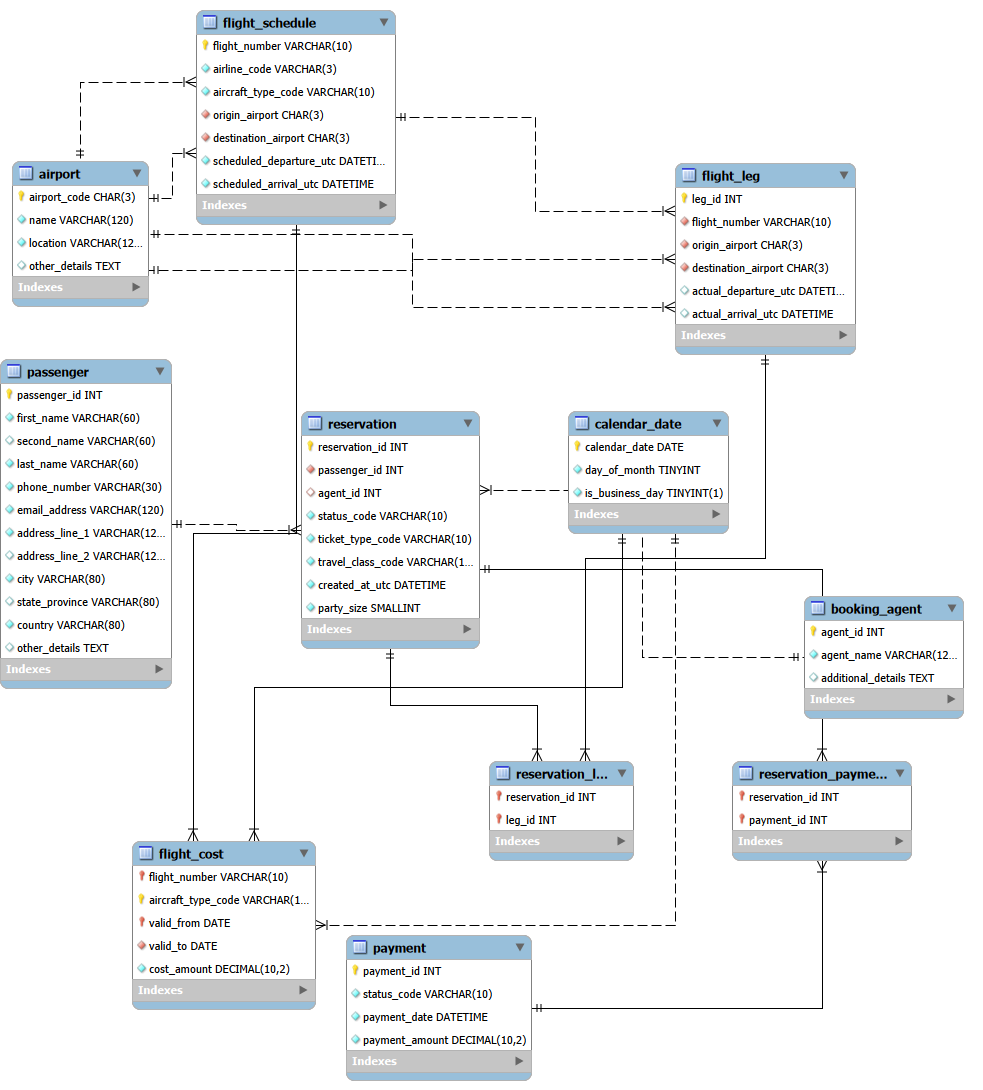 flight_schedule
flight_number VARCHAR(10)
airline_code VARCHAR(3)
aircraft_type_code VARCHAR(10)
origin_airport CHAR(3)
destination_airport CHAR(3)
scheduled_departure_utc DATETI...
scheduled_arrival_utc DATETIME
Indexes
airport
airport_code CHAR(3)
name VARCHAR(120)
location VARCHAR(12...
other_details TEXT
Indexes
flight_leg
leg_id INT
flight_number VARCHAR(10)
origin_airport CHAR(3)
destination_airport CHAR(3)
actual_departure_utc DATETI...
actual_arrival_utc DATETIME
Indexes
passenger
passenger_id INT
first_name VARCHAR(60)
second_name VARCHAR(60)
last_name VARCHAR(60)
phone_number VARCHAR(30)
email_address VARCHAR(120)
address_line_1 VARCHAR(12...
address_line_2 VARCHAR(12...
city VARCHAR(80)
state_province VARCHAR(80)
country VARCHAR(80)
other_details TEXT
Indexes
reservation
reservation_id INT
passenger_id INT
agent_id INT
status_code VARCHAR(10)
ticket_type_code VARCHAR(10)
travel_class_code VARCHAR(1...
created_at_utc DATETIME
party_size SMALLINT
Indexes
calendar_date
calendar_date DATE
day_of_month TINYINT
is_business_day TINYINT(1)
Indexes
booking_agent
agent_id INT
agent_name VARCHAR(12...
additional_details TEXT
Indexes
reservation_l...
reservation_id INT
leg_id INT
Indexes
reservation_payme...
reservation_id INT
payment_id INT
Indexes
flight_cost
flight_number VARCHAR(10)
aircraft_type_code VARCHAR(1...
valid_from DATE
valid_to DATE
cost_amount DECIMAL(10,2)
Indexes
payment
payment_id INT
status_code VARCHAR(10)
payment_date DATETIME
payment_amount DECIMAL(10,2)
Indexes